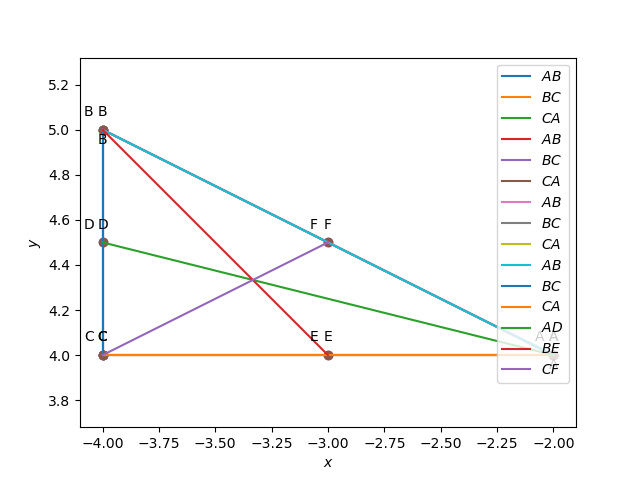 B B
B
D D
F F
C C
C
E E
A A
A
5.2
5.0
4.8
4.6
4.4
4.2
4.0
3.8
y
−4.00 −3.75 −3.50 −3.25 −3.00 −2.75 −2.50 −2.25 −2.00
x
AB
BC
CA
AB
BC
CA
AB
BC
CA
AB
BC
CA
AD
BE
CF